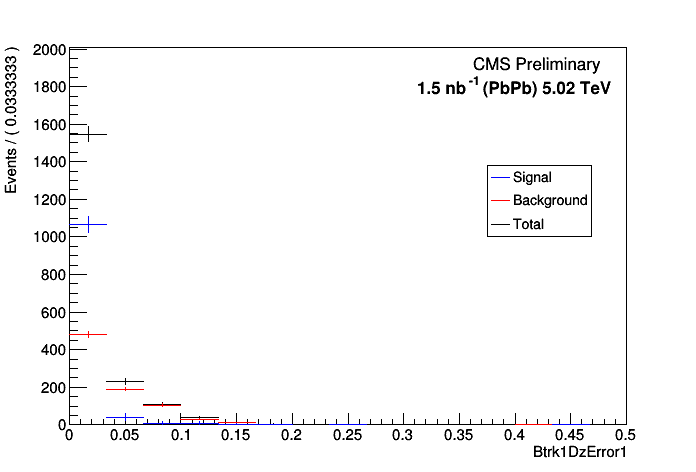 CMS Preliminary
1.5 nb⁻¹ (PbPb) 5.02 TeV
Events / ( 0.0333333 )
2000
1800
1600
1400
1200
1000
800
600
400
200
0
Signal
Background
Total
0 0.05 0.1 0.15 0.2 0.25 0.3 0.35 0.4 0.45 0.5
Btrk1DzError1